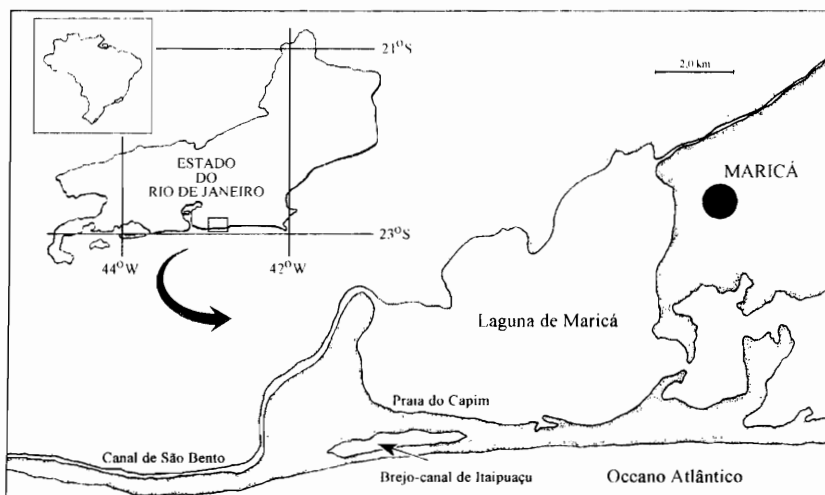 21°S
2,0 km
ESTADO
DO
RIO DE JANEIRO
MARICÁ
23°S
44°W
42°W
Laguna de Maricá
Praia do Capim
Canal de São Bento
Brejo-canal de Itaipuaçu
Oceano Atlântico